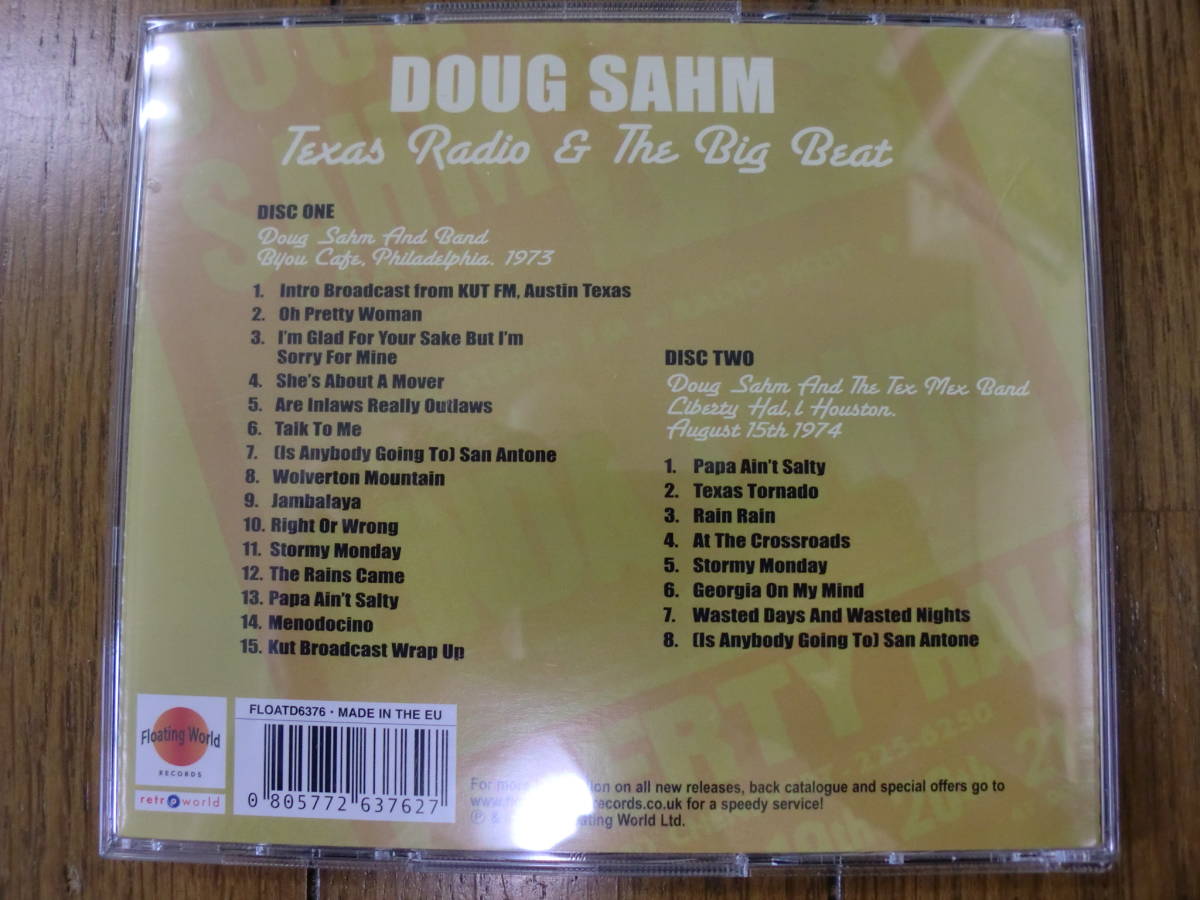 DOUG SAHM
Texas Radio & The Big Beat
DISC ONE
Doug Sahm And Band
Bijou Cafe, Philadelphia. 1973
1. Intro Broadcast from KUT FM, Austin Texas
2. Oh Pretty Woman
3. I'm Glad For Your Sake But I'm
Sorry For Mine
4. She's About A Mover
5. Are Inlaws Really Outlaws
6. Talk To Me
7. (Is Anybody Going To) San Antone
8. Wolverton Mountain
9. Jambalaya
10. Right Or Wrong
11. Stormy Monday
12. The Rains Came
13. Papa Ain't Salty
14. Menodocino
15. Kut Broadcast Wrap Up
DISC TWO
Doug Sahm And The Tex Mex Band
Liberty Hal,l Houston.
August 15th 1974
1. Papa Ain't Salty
2. Texas Tornado
3. Rain Rain
4. At The Crossroads
5. Stormy Monday
6. Georgia On My Mind
7. Wasted Days And Wasted Nights
8. (Is Anybody Going To) San Antone
Floating World
RECORDS
retroworld
FLOATD6376 • MADE IN THE EU
0 805772 637627
For more on all new releases, back catalogue and special offers go to
records.co.uk for a speedy service!
℗ & World Ltd.
SAHM
LIBERTY HALL